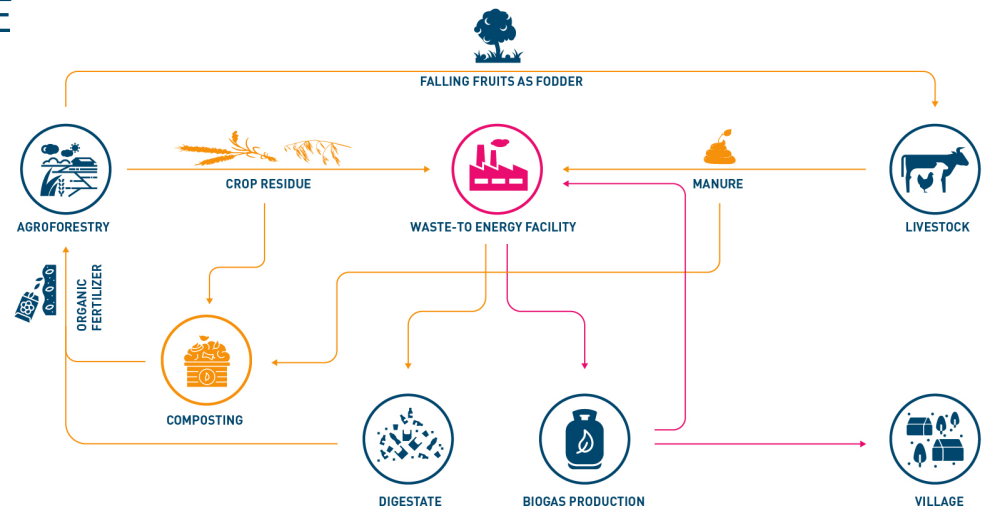 E
FALLING FRUITS AS FODDER
CROP RESIDUE
MANURE
AGROFORESTRY
WASTE-TO ENERGY FACILITY
LIVESTOCK
ORGANIC
FERTILIZER
COMPOSTING
DIGESTATE
BIOGAS PRODUCTION
VILLAGE